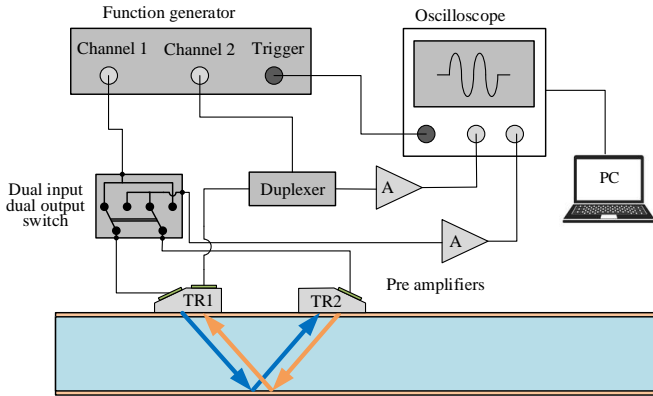 Function generator
Oscilloscope
Channel 1
Channel 2
Trigger
Dual input
dual output
switch
Duplexer
A
PC
A
Pre amplifiers
TR1
TR2